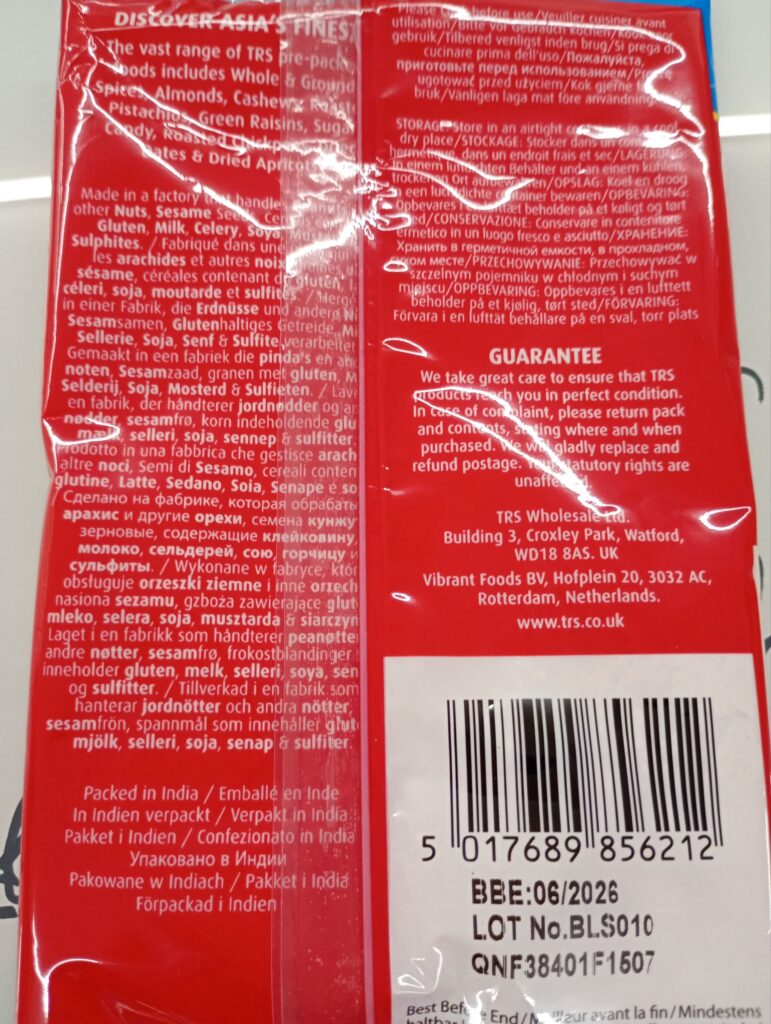 DISCOVER ASIA'S FINEST
The vast range of TRS pre-pack
foods includes Whole & Ground
Spices, Almonds, Cashews,
Pistachios, Green Raisins, Sugar
Candy, Roasted Chickpeas,
Dates & Dried Apricots
Made in a factory that handles
other Nuts, Sesame Seeds,
Gluten, Milk, Celery, Soya
Sulphites. / Fabriqué dans une
les arachides et autres noix
sésame, céréales contenant du gluten,
céleri, soja, moutarde et sulfites. / Herge
in einer Fabrik, die Erdnüsse und andere N
Sesamsamen, Glutenhaltiges Getreide, M
Sellerie, Soja, Senf & Sulfite verarbeitet
Gemaakt in een fabriek die pinda's en an
noten, Sesamzaad, granen met gluten, M
Selderij, Soja, Mosterd & Sulfieten. / Lav
en fabrik, der håndterer jordnødder og an
nødder, sesamfrø, korn indeholdende glu
mælk, selleri, soja, sennep & sulfitter.
Prodotto in una fabbrica che gestisce arach
altre noci, Semi di Sesamo, cereali conten
glutine, Latte, Sedano, Soia, Senape e so
/ Сделано на фабрике, которая обрабаты
арахис и другие орехи, семена кунжу
зерновые, содержащие клейковину,
молоко, сельдерей, сою, горчицу и
сульфиты. / Wykonane w fabryce, któr
obsługuje orzeszki ziemne i inne orzech
nasiona sezamu, gzboża zawierające glut
mleko, selera, soja, musztarda & siarczyn
Laget i en fabrikk som håndterer peanøtter
andre nøtter, sesamfrø, frokostblandinger
inneholder gluten, melk, selleri, soya, sen
og sulfitter. / Tillverkad i en fabrik som
hanterar jordnötter och andra nötter,
sesamfrön, spannmål som innehåller glute
mjölk, selleri, soja, senap & sulfiter.
Packed in India / Emballé en Inde
In Indien verpackt / Verpakt in India
Pakket i Indien / Confezionato in India
Упаковано в Индии
Pakowane w Indiach / Pakket i India
Förpackad i Indien
Please Cook before use/Veuillez cuisiner avant
utilisation/Bitte vor Gebrauch kochen/Kook voor
gebruik/Tilbered venligst inden brug/Si prega di
cucinare prima dell'uso/Пожалуйста,
приготовьте перед использованием/Proszę
ugotować przed użyciem/Kok gjerne før
bruk/Vänligen laga mat före användning
STORAGE: Store in an airtight container in a cool
dry place/STOCKAGE: Stocker dans un
hermétique, dans un endroit frais et sec/LAGERUNG:
In einem luftdichten Behälter und an einem kühlen,
trockenen Ort aufbewahren/OPSLAG: Koel en droog
in een luchtdichte container bewaren/OPBEVARING:
Opbevares i lufttæt beholder på et køligt og tørt
sted/CONSERVAZIONE: Conservare in contenitore
ermetico in un luogo fresco e asciutto/ХРАНЕНИЕ:
Хранить в герметичной емкости, в прохладном,
сухом месте/PRZECHOWYWANIE: Przechowywać w
szczelnym pojemniku w chłodnym i suchym
miejscu/OPPBEVARING: Oppbevares i en lufttett
beholder på et kjølig, tørt sted/FÖRVARING:
Förvara i en lufttät behållare på en sval, torr plats
GUARANTEE
We take great care to ensure that TRS
products reach you in perfect condition.
In case of complaint, please return pack
and contents, stating where and when
purchased. We will gladly replace and
refund postage. Your statutory rights are
unaffected.
TRS Wholesale Ltd.
Building 3, Croxley Park, Watford,
WD18 8AS. UK
Vibrant Foods BV, Hofplein 20, 3032 AC,
Rotterdam, Netherlands.
www.trs.co.uk
5 017689 856212
BBE:06/2026
LOT No.BLS010
QNF38401F1507
Best Before End/Meilleur avant la fin/Mindestens